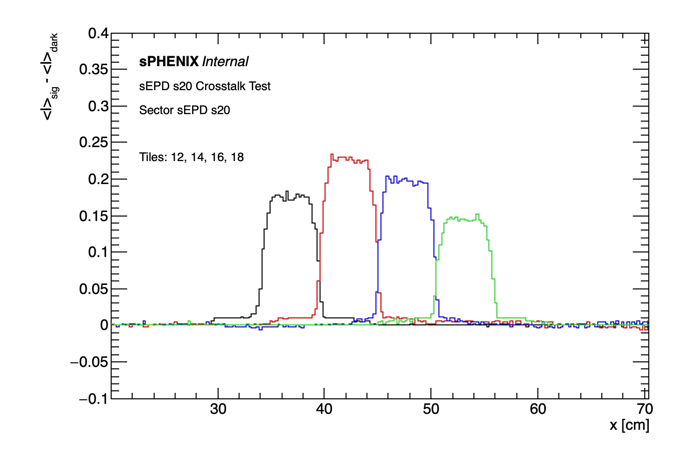 <I>sig - <I>dark
0.4
0.35
0.3
0.25
0.2
0.15
0.1
0.05
0
−0.05
−0.1
sPHENIX Internal
sEPD s20 Crosstalk Test
Sector sEPD s20
Tiles: 12, 14, 16, 18
30 40 50 60 70
x [cm]